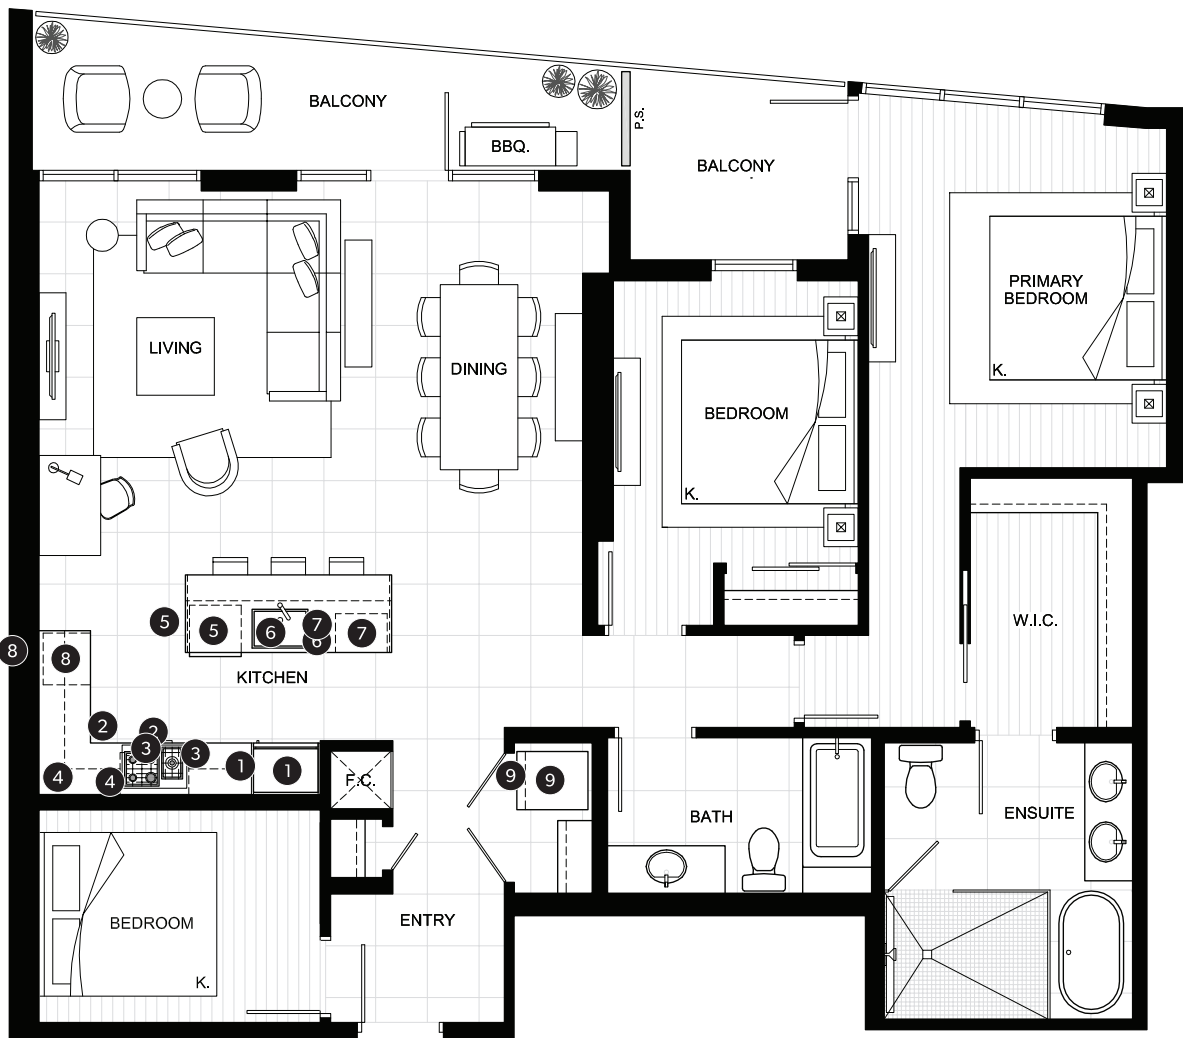 BALCONY
BBQ.
P.S.
BALCONY
PRIMARY
BEDROOM
K.
LIVING
DINING
BEDROOM
K.
5
5
6
7
6
7
W.I.C.
8
8
KITCHEN
2
2
3
3
1
1
4
4
F.C.
9
9
BATH
ENSUITE
BEDROOM
K.
ENTRY